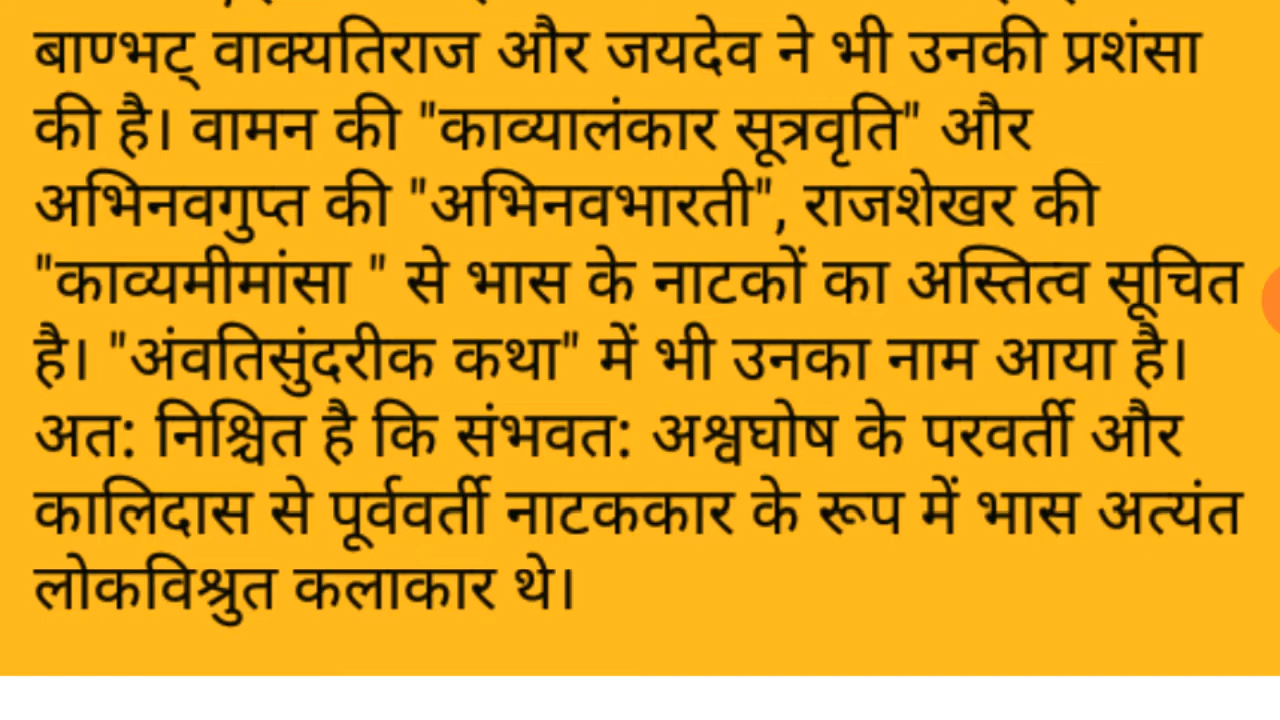 बाणभट् वाक्यतिराज और जयदेव ने भी उनकी प्रशंसा
की है। वामन की "काव्यालंकार सूत्रवृति" और
अभिनवगुप्त की "अभिनवभारती", राजशेखर की
"काव्यमीमांसा " से भास के नाटकों का अस्तित्व सूचित
है। "अंवतिसुंदरीक कथा" में भी उनका नाम आया है।
अत: निश्चित है कि संभवत: अश्वघोष के परवर्ती और
कालिदास से पूर्ववर्ती नाटककार के रूप में भास अत्यंत
लोकविश्रुत कलाकार थे।